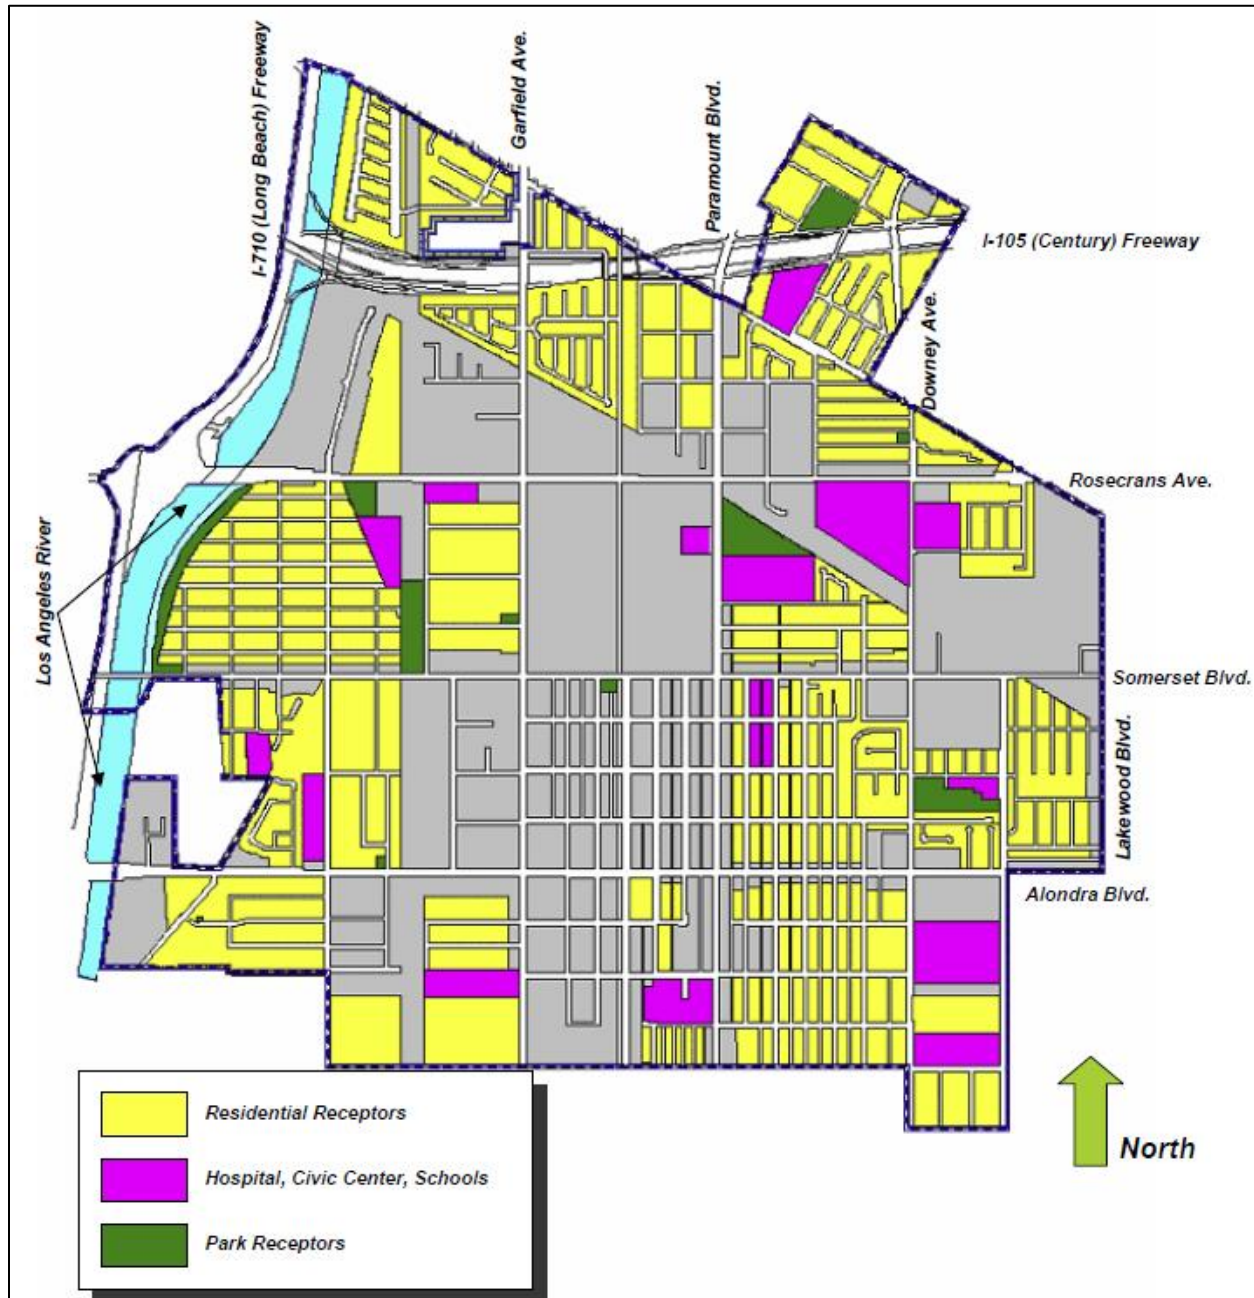 I-710 (Long Beach) Freeway
Garfield Ave.
Paramount Blvd.
I-105 (Century) Freeway
Downey Ave.
Rosecrans Ave.
Los Angeles River
Somerset Blvd.
Lakewood Blvd.
Alondra Blvd.
Residential Receptors
Hospital, Civic Center, Schools
Park Receptors
North